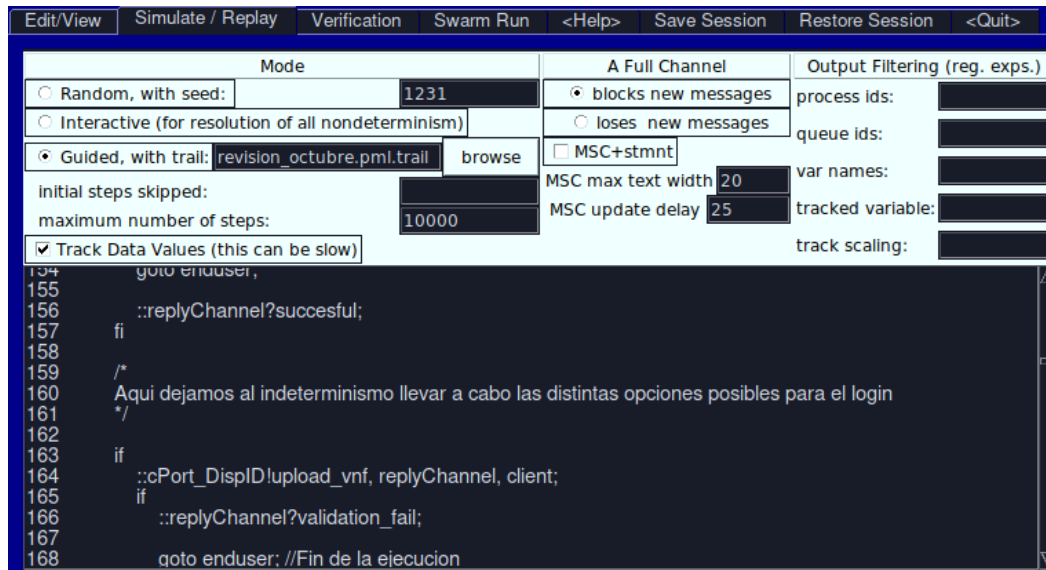 Edit/View Simulate / Replay Verification Swarm Run <Help> Save Session Restore Session <Quit>
Mode
Random, with seed: 1231
Interactive (for resolution of all nondeterminism)
Guided, with trail: revision_octubre.pml.trail browse
initial steps skipped:
maximum number of steps: 10000
Track Data Values (this can be slow)
A Full Channel
blocks new messages
loses new messages
MSC+stmnt
MSC max text width 20
MSC update delay 25
Output Filtering (reg. exps.)
process ids:
queue ids:
var names:
tracked variable:
track scaling:
154 goto enduser;
155
156 ::replyChannel?succesful;
157 fi
158
159 /*
160 Aqui dejamos al indeterminismo llevar a cabo las distintas opciones posibles para el login
161 */
162
163 if
164 ::cPort_DispID!upload_vnf, replyChannel, client;
165 if
166 ::replyChannel?validation_fail;
167
168 goto enduser; //Fin de la ejecucion